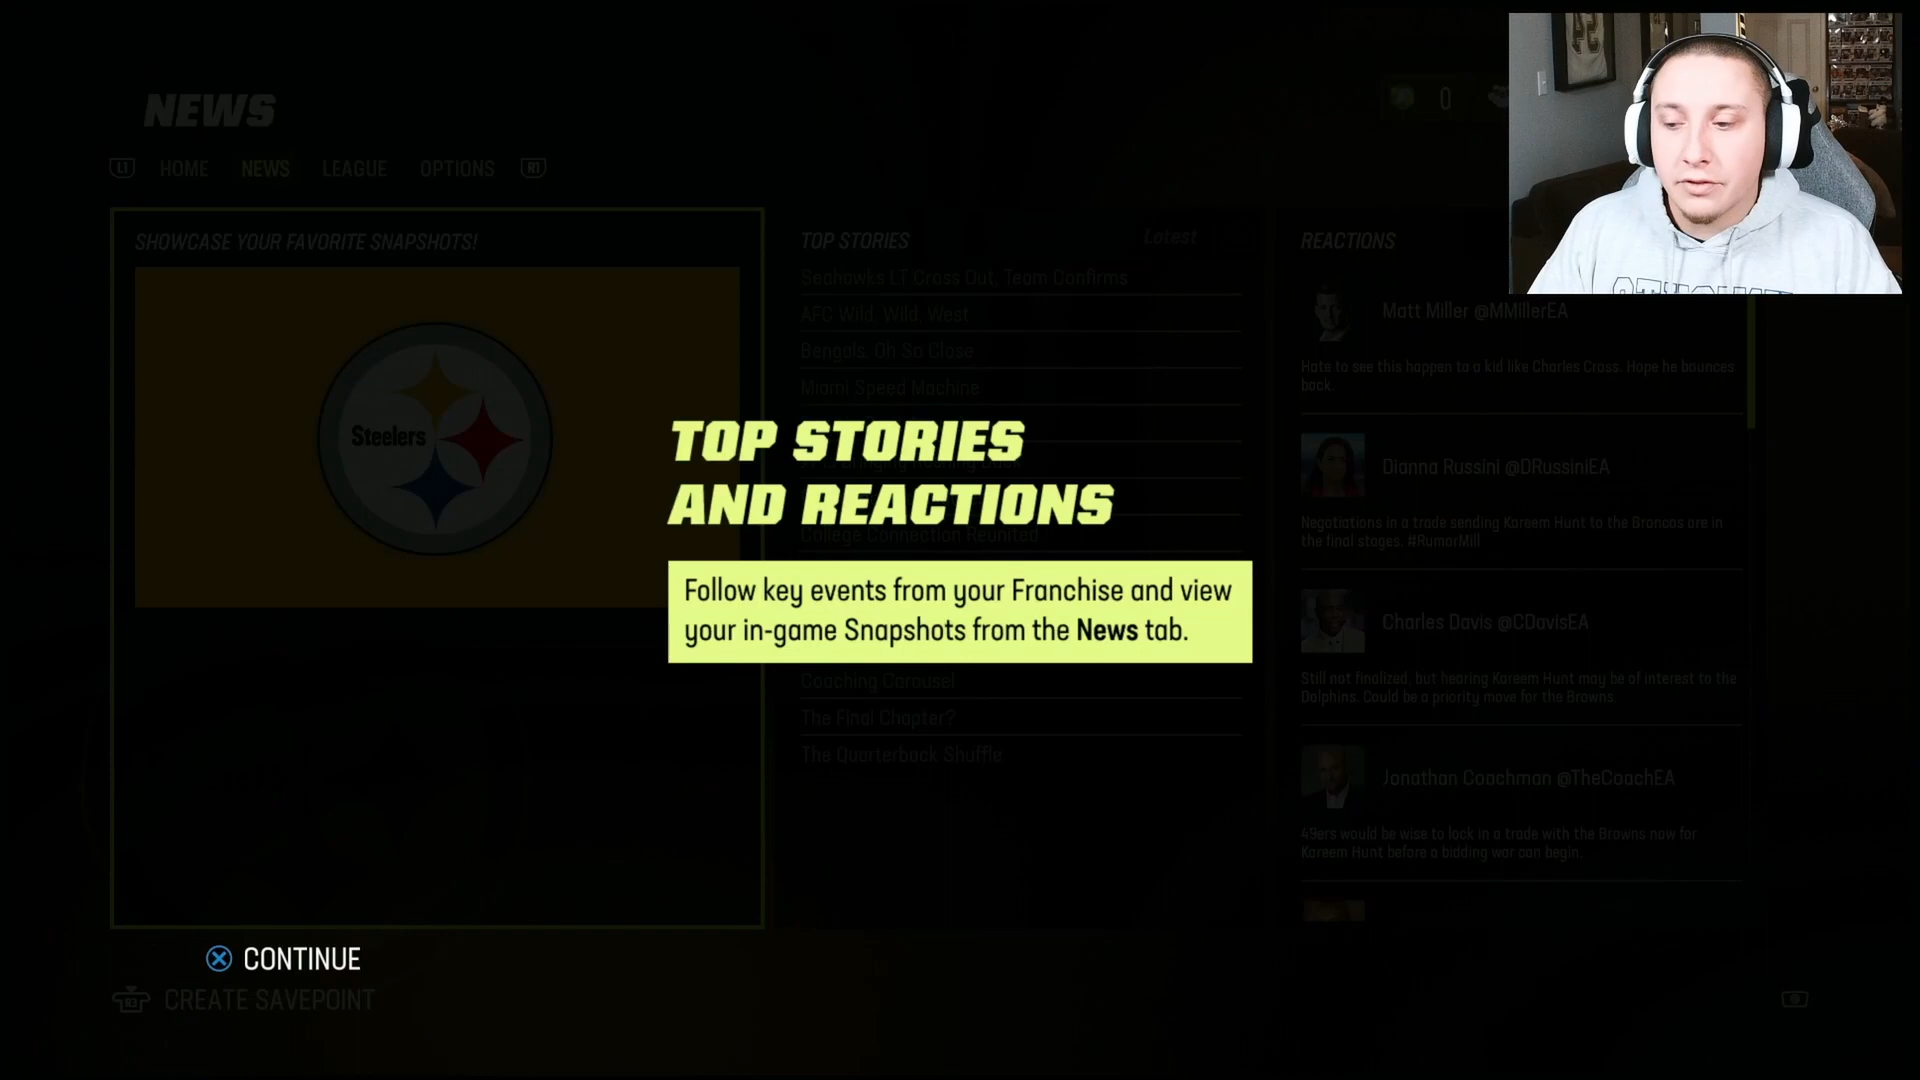 NEWS
0
L1 HOME NEWS LEAGUE OPTIONS R1
SHOWCASE YOUR FAVORITE SNAPSHOTS!
Steelers
TOP STORIES
Latest
Seahawks LT Cross Out, Team Confirms
AFC Wild, Wild, West
Bengals, Oh So Close
Miami Speed Machine
College Connection Reunited
Coaching Carousel
The Final Chapter?
The Quarterback Shuffle
TOP STORIES
AND REACTIONS
Follow key events from your Franchise and view
your in-game Snapshots from the News tab.
REACTIONS
Matt Miller @MMillerEA
Hate to see this happen to a kid like Charles Cross. Hope he bounces
back.
Dianna Russini @DRussiniEA
Negotiations in a trade sending Kareem Hunt to the Broncos are in
the final stages. #RumorMill
Charles Davis @CDavisEA
Still not finalized, but hearing Kareem Hunt may be of interest to the
Dolphins. Could be a priority move for the Browns.
Jonathan Coachman @TheCoachEA
49ers would be wise to lock in a trade with the Browns now for
Kareem Hunt before a bidding war can begin.
CONTINUE
R3 CREATE SAVEPOINT